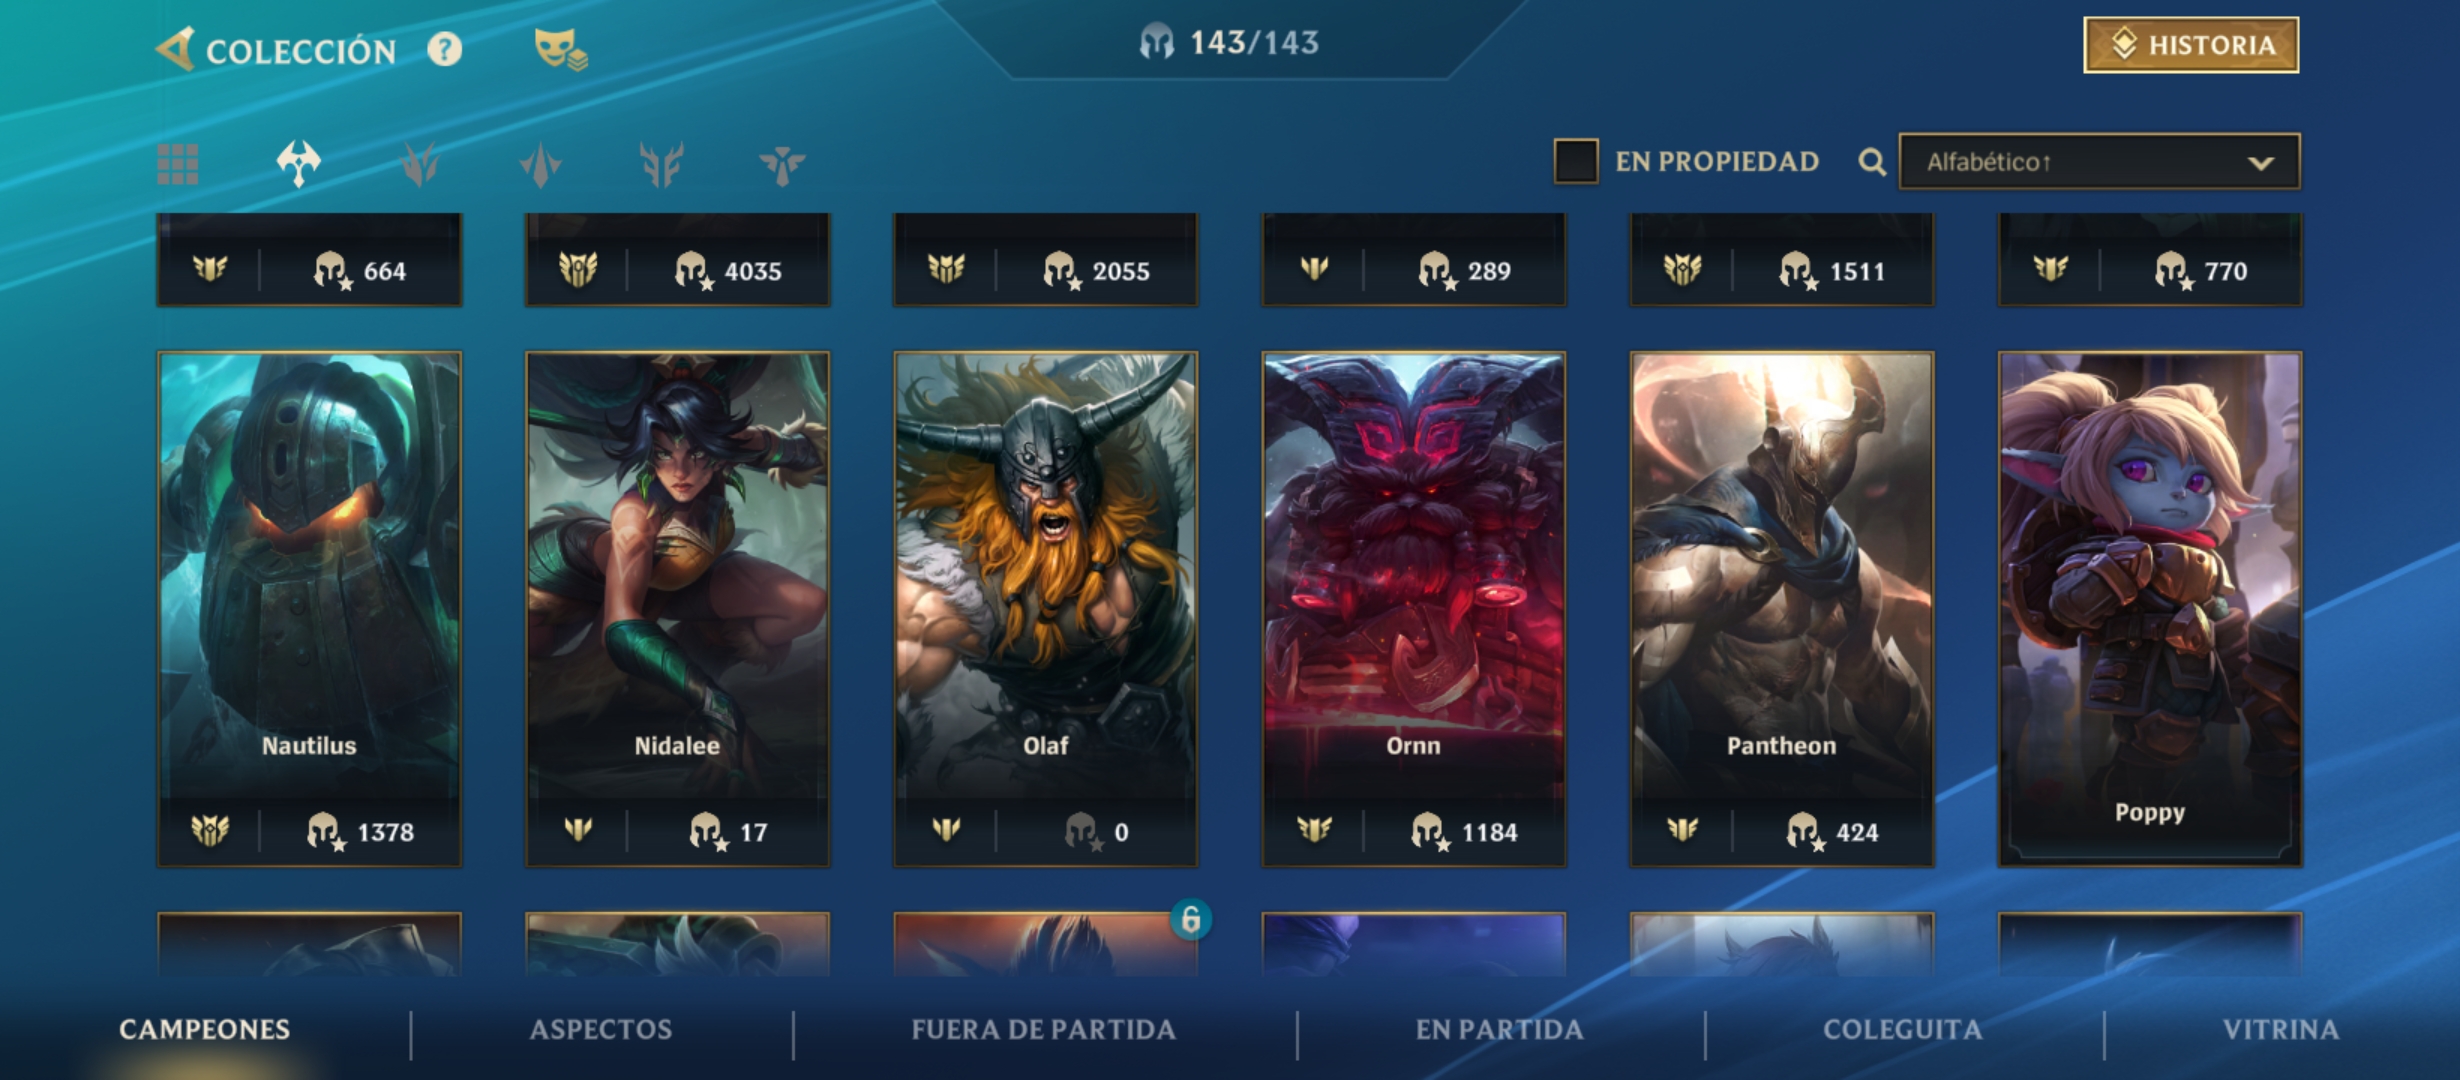 COLECCIÓN ?
143/143
HISTORIA
EN PROPIEDAD
Alfabético↑
664
4035
2055
289
1511
770
Nautilus
Nidalee
Olaf
Ornn
Pantheon
Poppy
1378
17
0
1184
424
CAMPEONES
ASPECTOS
FUERA DE PARTIDA
EN PARTIDA
COLEGUITA
VITRINA